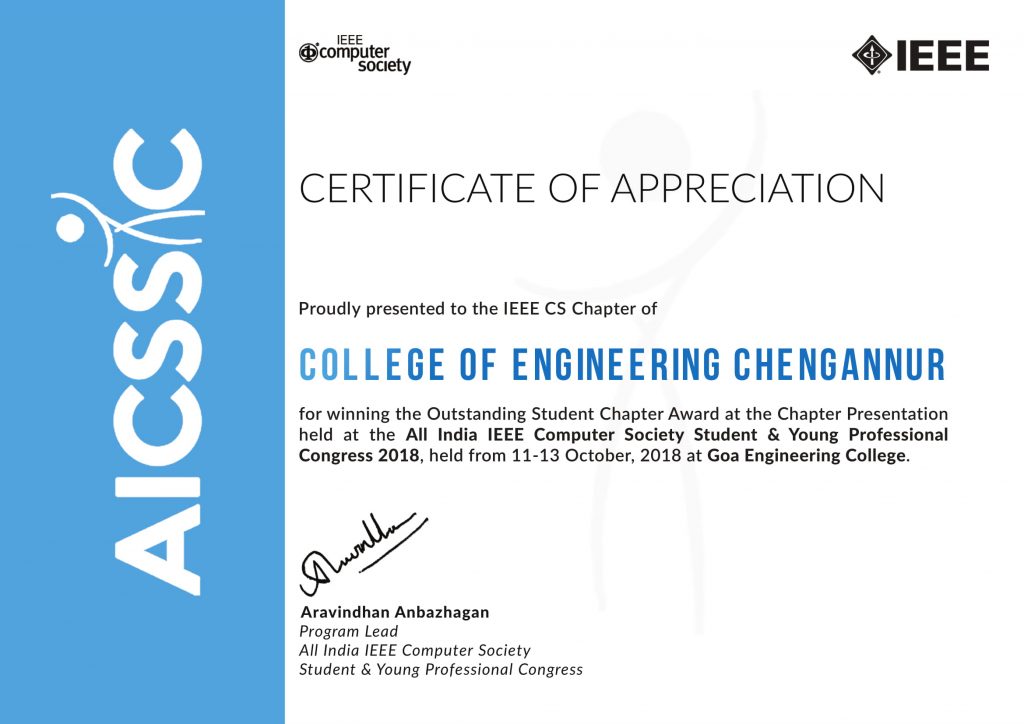 IEEE
computer
society
IEEE
AICSSYC
CERTIFICATE OF APPRECIATION
Proudly presented to the IEEE CS Chapter of
COLLEGE OF ENGINEERING CHENGANNUR
for winning the Outstanding Student Chapter Award at the Chapter Presentation
held at the All India IEEE Computer Society Student & Young Professional
Congress 2018, held from 11-13 October, 2018 at Goa Engineering College.
Aravindhan Anbazhagan
Program Lead
All India IEEE Computer Society
Student & Young Professional Congress